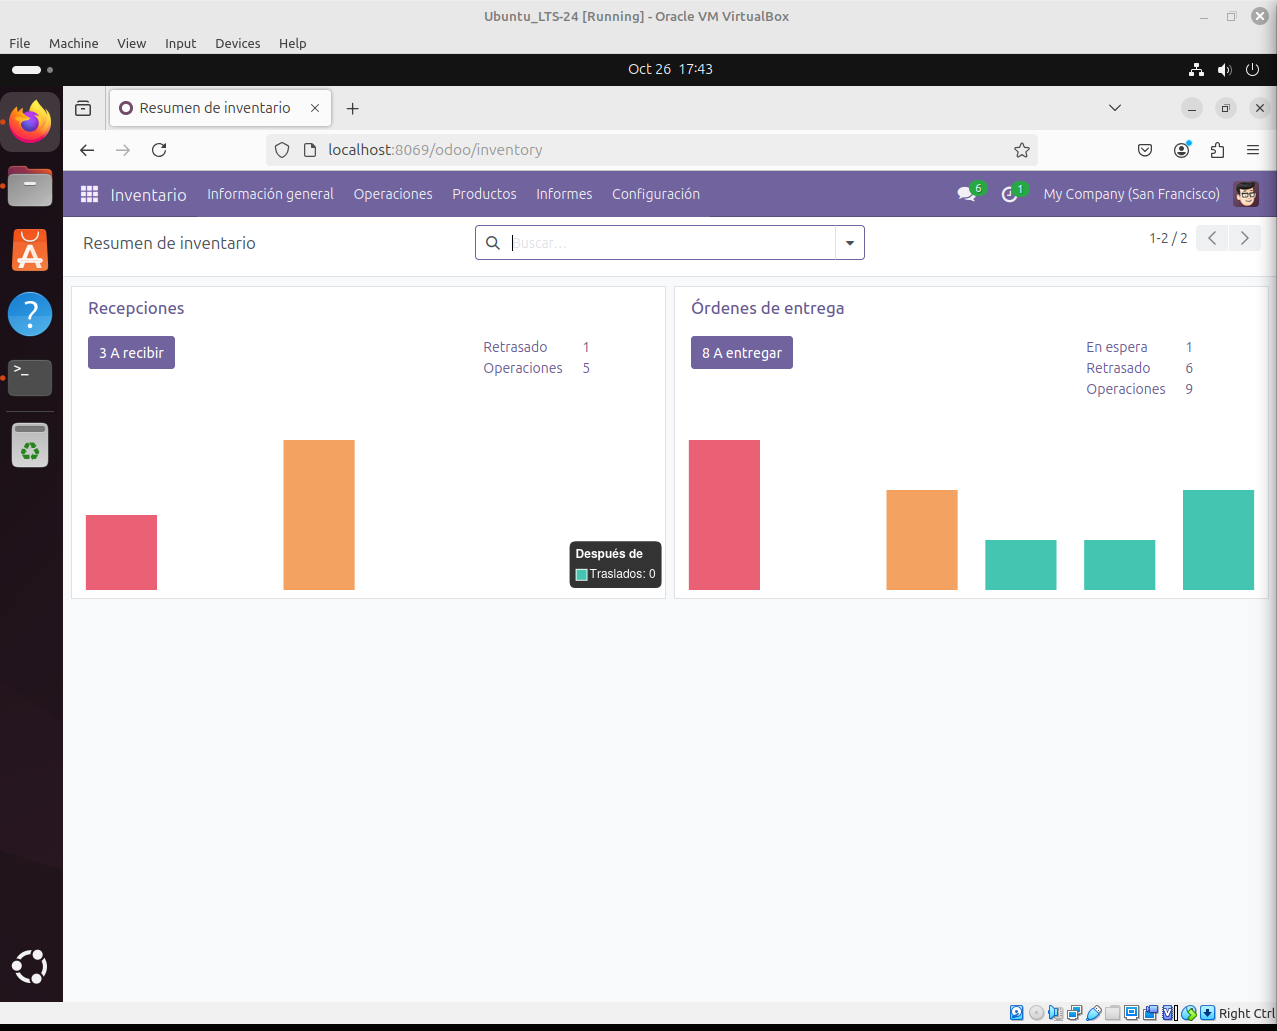 Ubuntu_LTS-24 [Running] - Oracle VM VirtualBox
File Machine View Input Devices Help
Oct 26 17:43
Resumen de inventario
localhost:8069/odoo/inventory
Inventario Información general Operaciones Productos Informes Configuración 6 1 My Company (San Francisco)
Resumen de inventario Buscar... 1-2 / 2
Recepciones
3 A recibir
Retrasado 1
Operaciones 5
Después de
Traslados: 0
Órdenes de entrega
8 A entregar
En espera 1
Retrasado 6
Operaciones 9
Right Ctrl